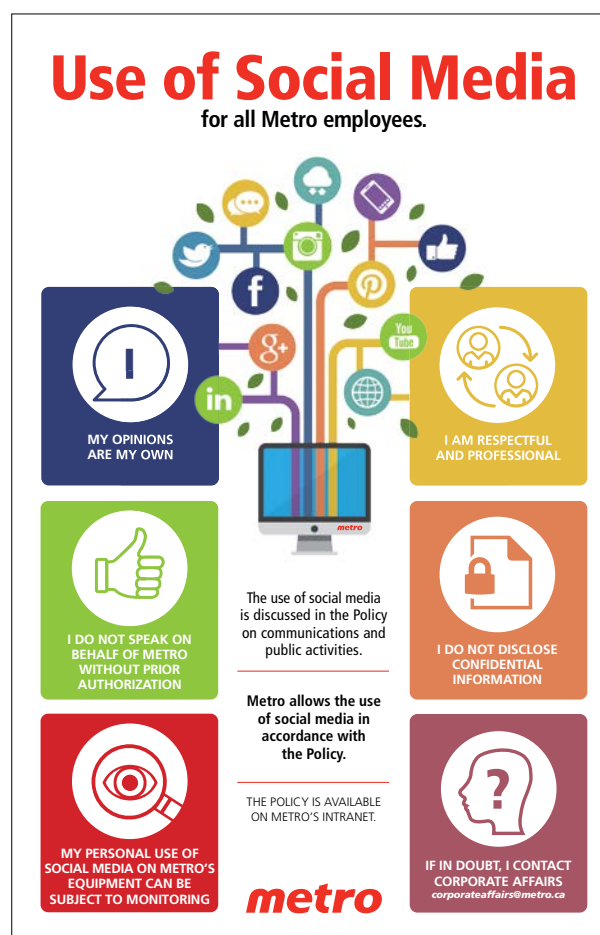 Use of Social Media
for all Metro employees.
f
g+
in
You
Tube
I
MY OPINIONS
ARE MY OWN
I AM RESPECTFUL
AND PROFESSIONAL
metro
I DO NOT SPEAK ON
BEHALF OF METRO
WITHOUT PRIOR
AUTHORIZATION
The use of social media
is discussed in the Policy
on communications and
public activities.
I DO NOT DISCLOSE
CONFIDENTIAL
INFORMATION
Metro allows the use
of social media in
accordance with
the Policy.
THE POLICY IS AVAILABLE
ON METRO'S INTRANET.
MY PERSONAL USE OF
SOCIAL MEDIA ON METRO'S
EQUIPMENT CAN BE
SUBJECT TO MONITORING
?
IF IN DOUBT, I CONTACT
CORPORATE AFFAIRS
corporateaffairs@metro.ca
metro